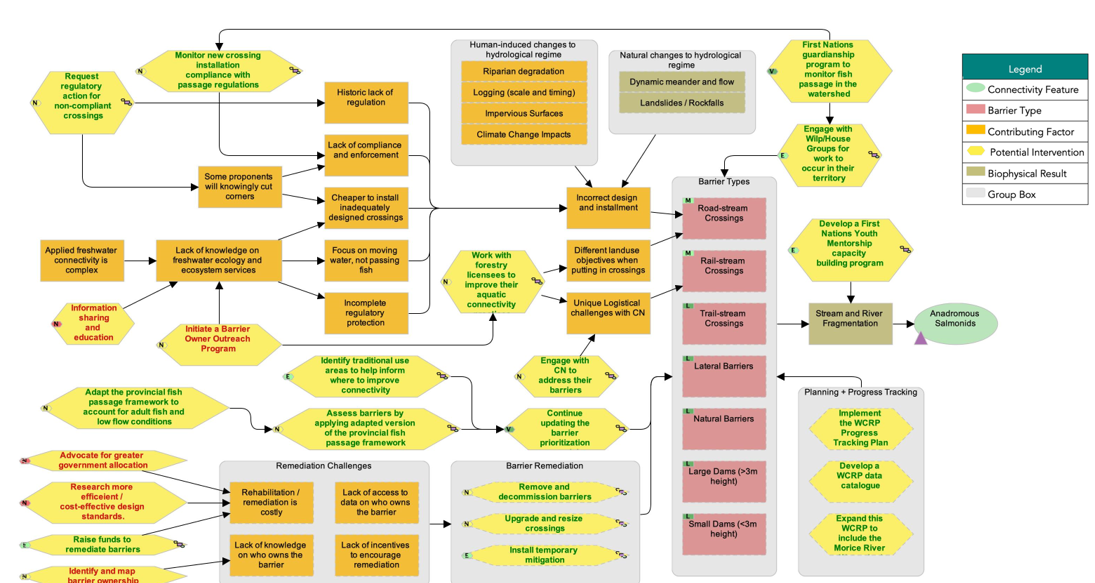 Monitor new crossing
installation
compliance with
passage regulations
N
Request
regulatory
action for
non-compliant
crossings
N
Historic lack of
regulation
Lack of compliance
and enforcement
Some proponents
will knowingly cut
corners
Cheaper to install
inadequately
designed crossings
Applied freshwater
connectivity is
complex
Lack of knowledge on
freshwater ecology and
ecosystem services
Focus on moving
water, not passing
fish
Incomplete
regulatory
protection
Information
sharing
and
education
N
Initiate a Barrier
Owner Outreach
Program
N
Human-induced changes to
hydrological regime
Riparian degradation
Logging (scale and timing)
Impervious Surfaces
Climate Change Impacts
Natural changes to hydrological
regime
Dynamic meander and flow
Landslides / Rockfalls
First Nations
guardianship
program to
monitor fish
passage in the
watershed
V
Engage with
Wilp/House
Groups for
work to
occur in their
territory
E
Incorrect design
and installment
Different landuse
objectives when
putting in crossings
Unique Logistical
challenges with CN
Work with
forestry
licensees to
improve their
aquatic
connectivity
N
Engage with
CN to
address their
barriers
N
Barrier Types
M
Road-stream
Crossings
M
Rail-stream
Crossings
L
Trail-stream
Crossings
L
Lateral Barriers
L
Natural Barriers
L
Large Dams (>3m
height)
L
Small Dams (<3m
height)
Develop a First
Nations Youth
Mentorship
capacity
building program
E
Stream and River
Fragmentation
Anadromous
Salmonids
Legend
Connectivity Feature
Barrier Type
Contributing Factor
Potential Intervention
Biophysical Result
Group Box
Identify traditional use
areas to help inform
where to improve
connectivity
E
Adapt the provincial fish
passage framework to
account for adult fish and
low flow conditions
N
Assess barriers by
applying adapted version
of the provincial fish
passage framework
N
Continue
updating the
barrier
prioritization
V
Planning + Progress Tracking
Implement
the WCRP
Progress
Tracking Plan
Develop a
WCRP data
catalogue
Expand this
WCRP to
include the
Morice River
Advocate for greater
government allocation
N
Research more
efficeient /
cost-effective design
standards.
N
Raise funds to
remediate barriers
E
Identify and map
barrier ownership
N
Remediation Challenges
Rehabilitation /
remediation is
costly
Lack of access to
data on who owns
the barrier
Lack of knowledge
on who owns the
barrier
Lack of incentives to
encourage
remediation
Barrier Remediation
N
Remove and
decommission barriers
N
Upgrade and resize
crossings
E
Install temporary
mitigation